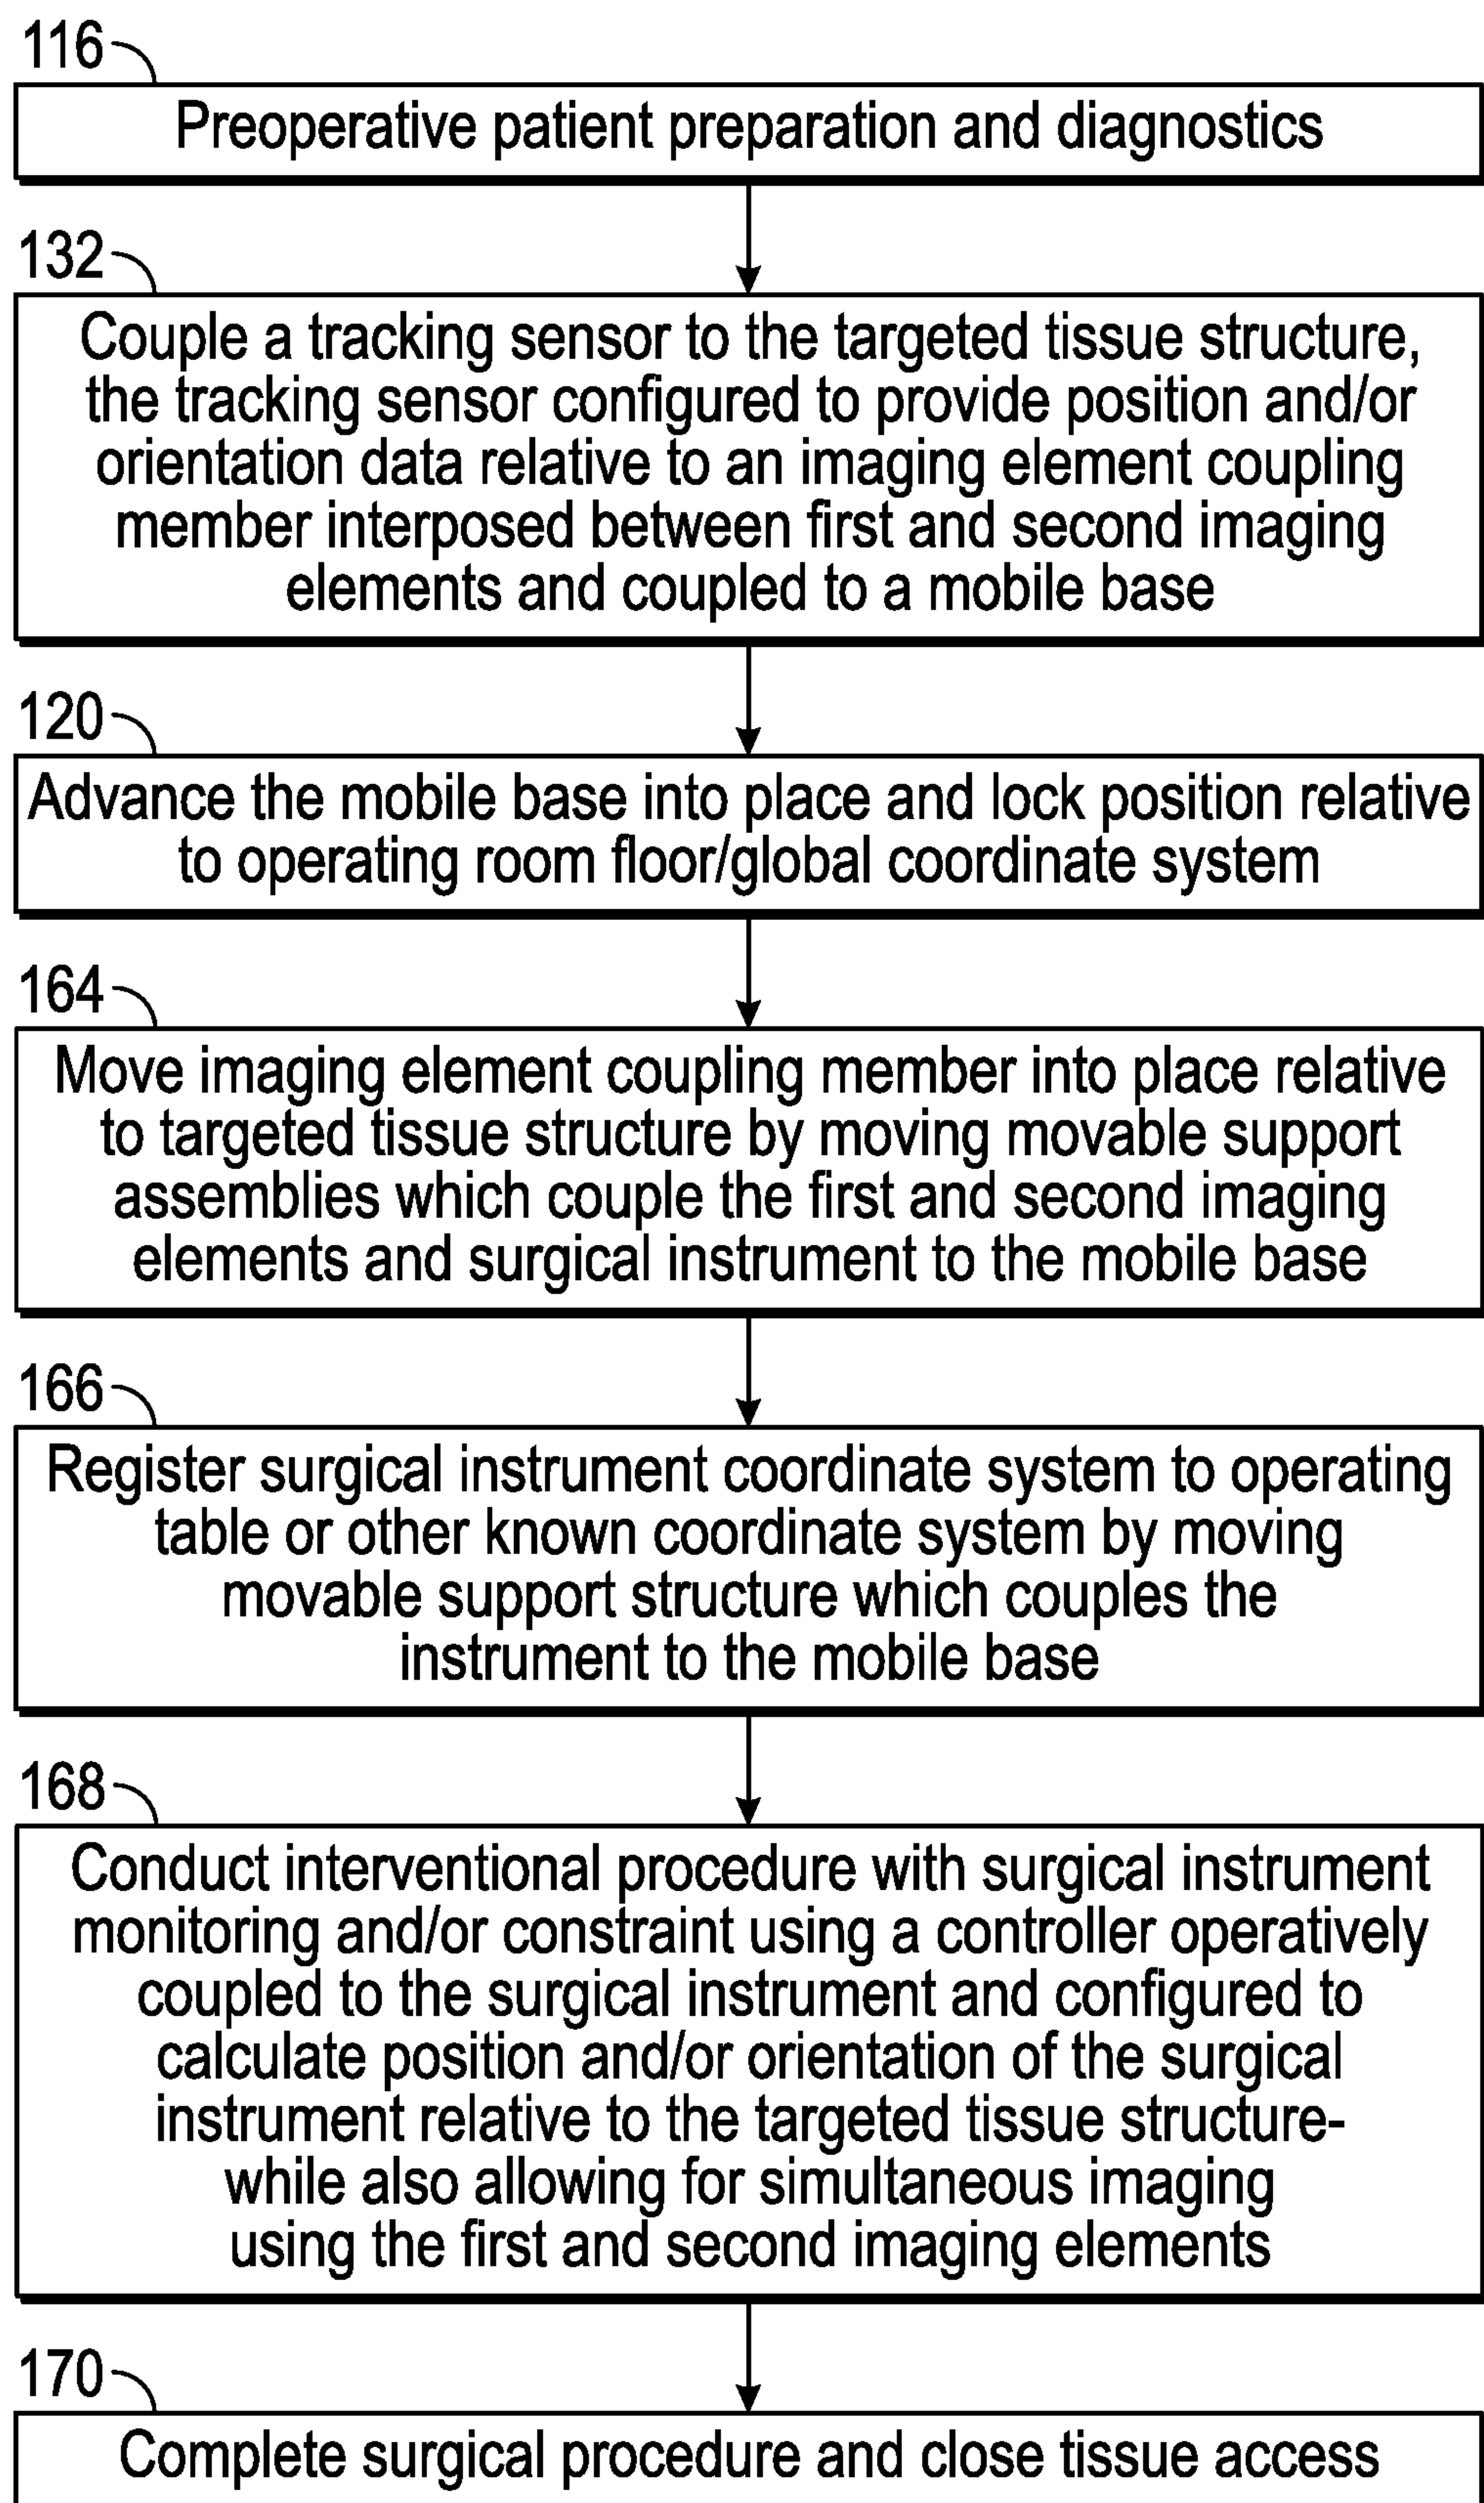 116
Preoperative patient preparation and diagnostics
132
Couple a tracking sensor to the targeted tissue structure,
the tracking sensor configured to provide position and/or
orientation data relative to an imaging element coupling
member interposed between first and second imaging
elements and coupled to a mobile base
120
Advance the mobile base into place and lock position relative
to operating room floor/global coordinate system
164
Move imaging element coupling member into place relative
to targeted tissue structure by moving movable support
assemblies which couple the first and second imaging
elements and surgical instrument to the mobile base
166
Register surgical instrument coordinate system to operating
table or other known coordinate system by moving
movable support structure which couples the
instrument to the mobile base
168
Conduct interventional procedure with surgical instrument
monitoring and/or constraint using a controller operatively
coupled to the surgical instrument and configured to
calculate position and/or orientation of the surgical
instrument relative to the targeted tissue structure-
while also allowing for simultaneous imaging
using the first and second imaging elements
170
Complete surgical procedure and close tissue access